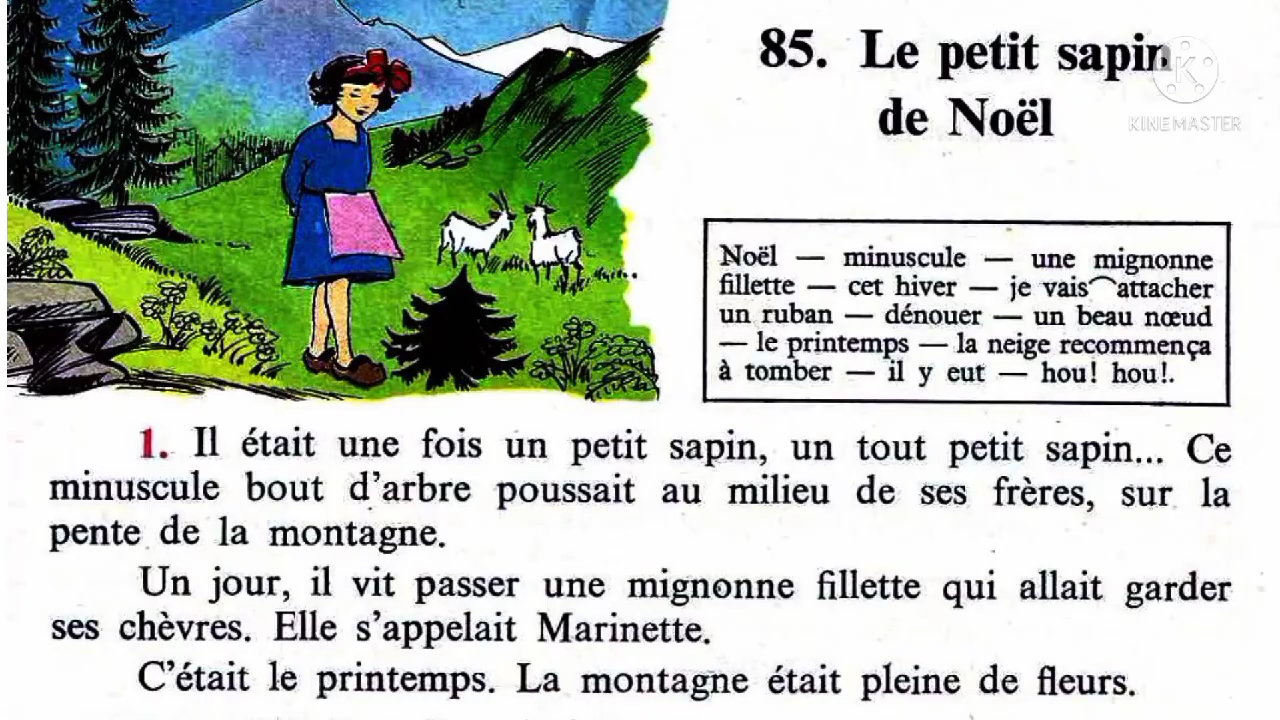 85. Le petit sapin
de Noël
KINEMASTER
Noël — minuscule — une mignonne
fillette — cet hiver — je vais attacher
un ruban — dénouer — un beau nœud
— le printemps — la neige recommença
à tomber — il y eut — hou! hou!.
1. Il était une fois un petit sapin, un tout petit sapin... Ce
minuscule bout d'arbre poussait au milieu de ses frères, sur la
pente de la montagne.
Un jour, il vit passer une mignonne fillette qui allait garder
ses chèvres. Elle s'appelait Marinette.
C'était le printemps. La montagne était pleine de fleurs.